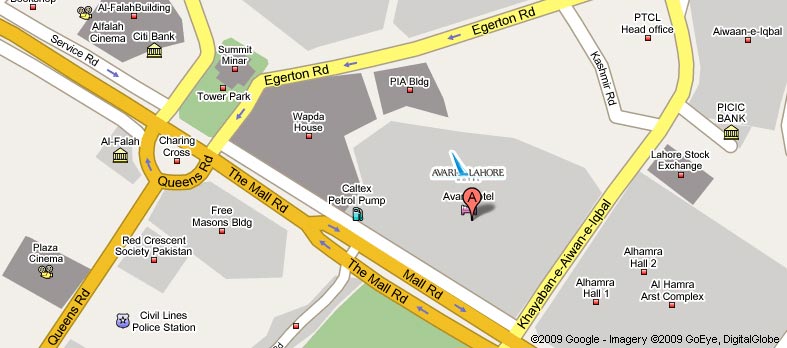 Al-FalahBuilding
Alfalah
Cinema
Citi Bank
Service Rd
Summit
Minar
Tower Park
Egerton Rd
Egerton Rd
PIA Bldg
PTCL
Head office
Aiwaan-e-Iqbal
Kashmir Rd
PICIC
BANK
Wapda
House
Al-Falah
Charing
Cross
Queens Rd
The Mall Rd
Lahore Stock
Exchange
AVARI LAHORE
HOTEL
A
Caltex
Petrol Pump
Free
Masons Bldg
Red Crescent
Society Pakistan
Plaza
Cinema
Queens Rd
Civil Lines
Police Station
The Mall Rd
Mall Rd
Khayaban-e-Aiwan-e-Iqbal
Alhamra
Hall 2
Alhamra
Hall 1
Al Hamra
Arst Complex
©2009 Google - Imagery ©2009 GoEye, DigitalGlobe